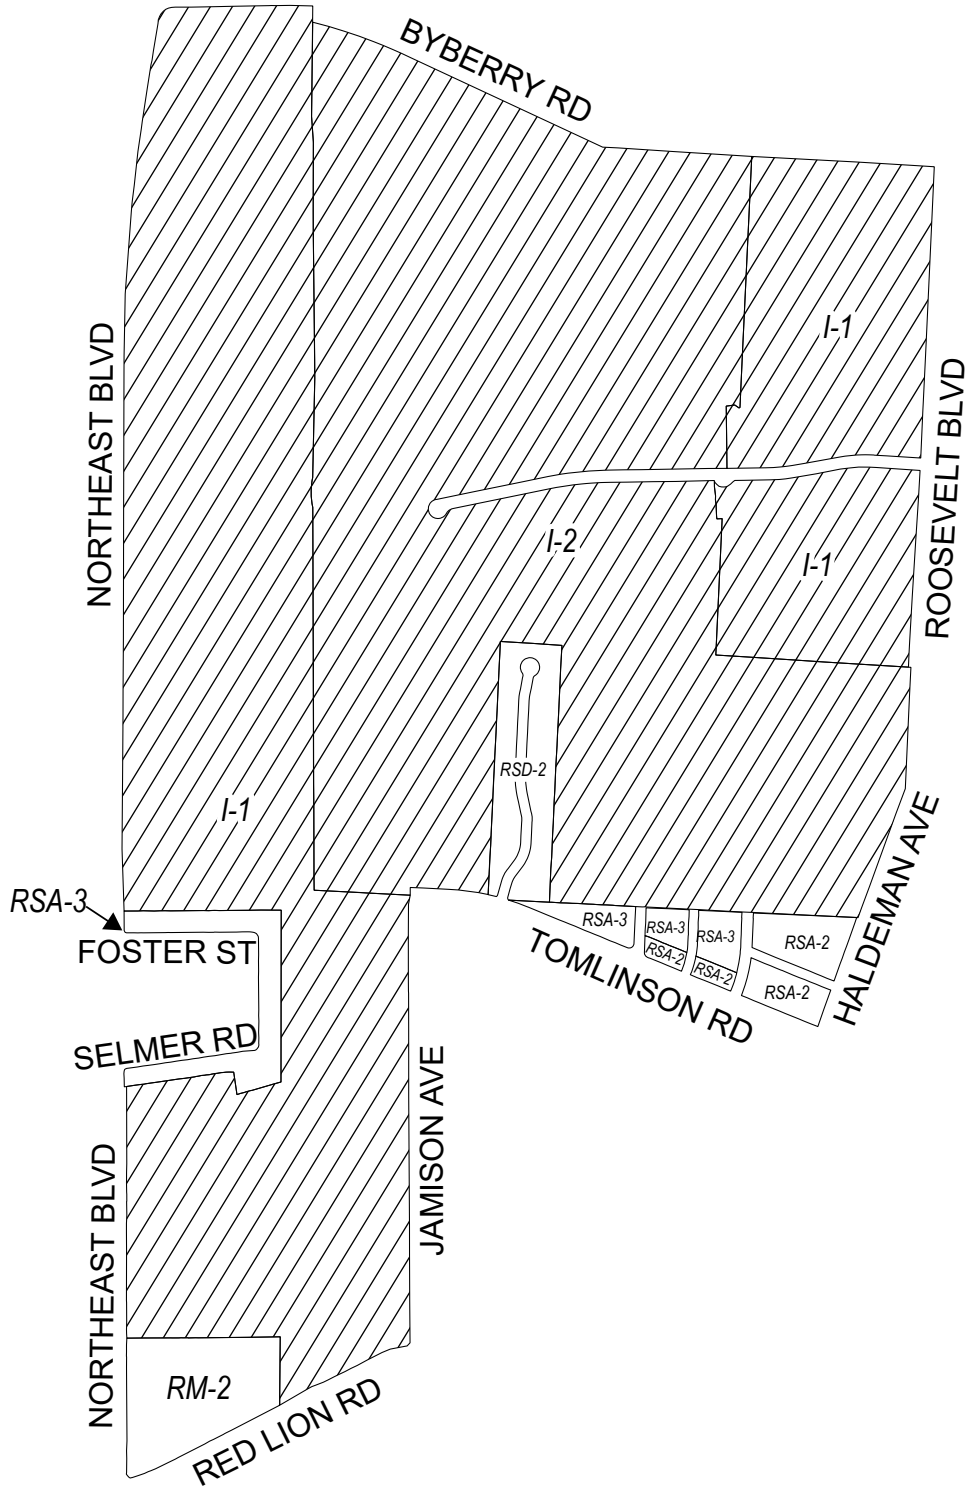 BYBERRY RD
I-1
NORTHEAST BLVD
ROOSEVELT BLVD
I-2
I-1
RSD-2
I-1
HALDEMAN AVE
RSA-3
RSA-3
RSA-3
RSA-3
RSA-2
FOSTER ST
RSA-2
RSA-2
RSA-2
TOMLINSON RD
SELMER RD
JAMISON AVE
NORTHEAST BLVD
RM-2
RED LION RD